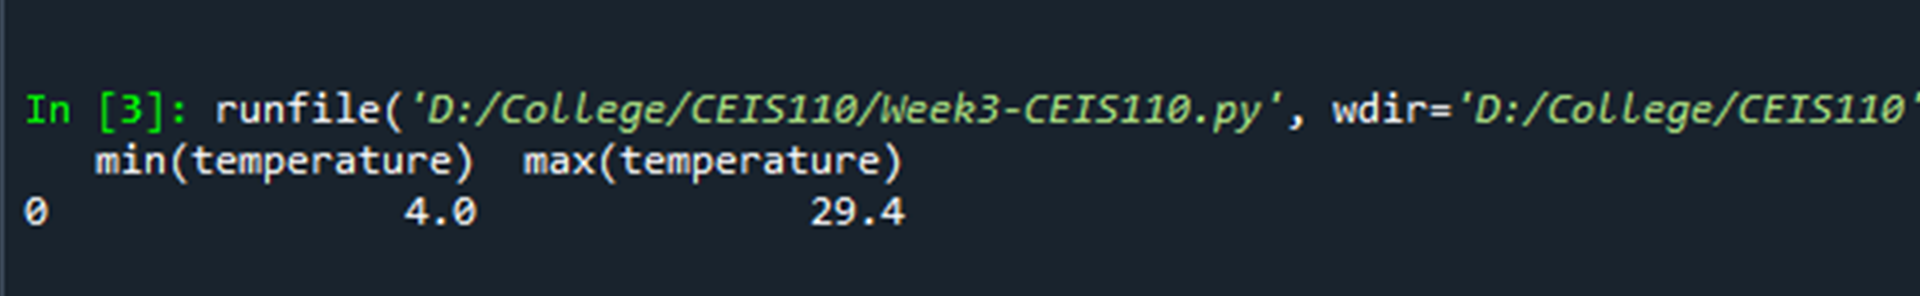 In [3]: runfile('D:/College/CEIS110/Week3-CEIS110.py', wdir='D:/College/CEIS110'
min(temperature) max(temperature)
0 4.0 29.4